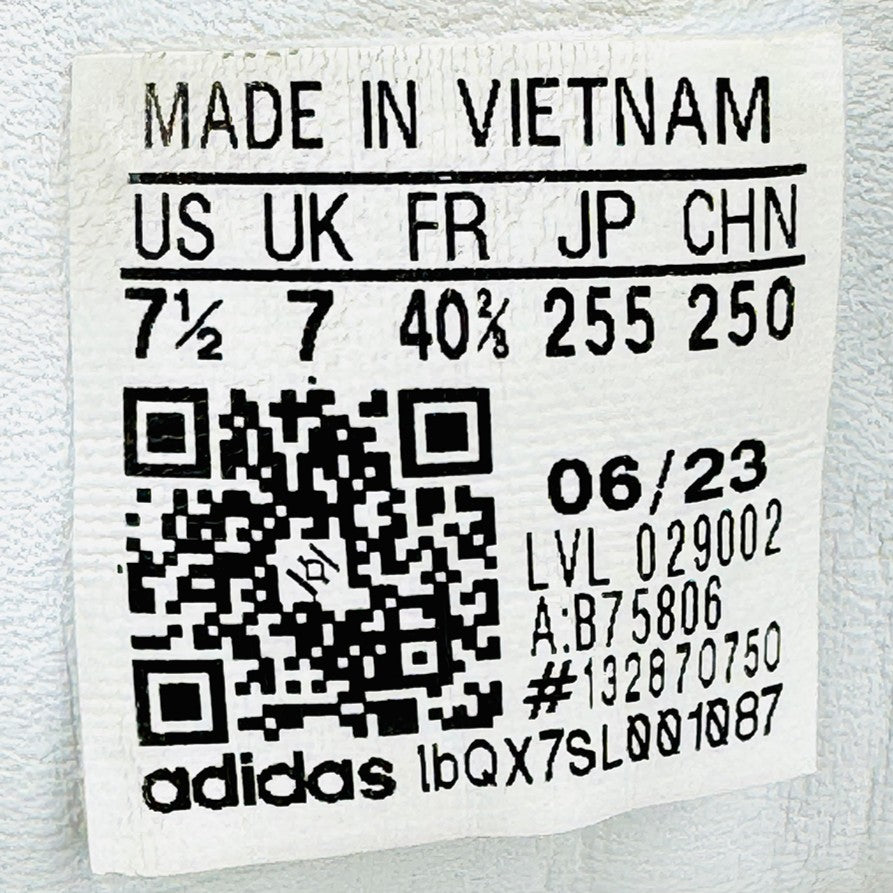 MADE IN VIETNAM
US UK FR JP CHN
7½ 7 40⅔ 255 250
06/23
LVL 029002
A:B75806
#132870750
adidas lbQX7SL001087